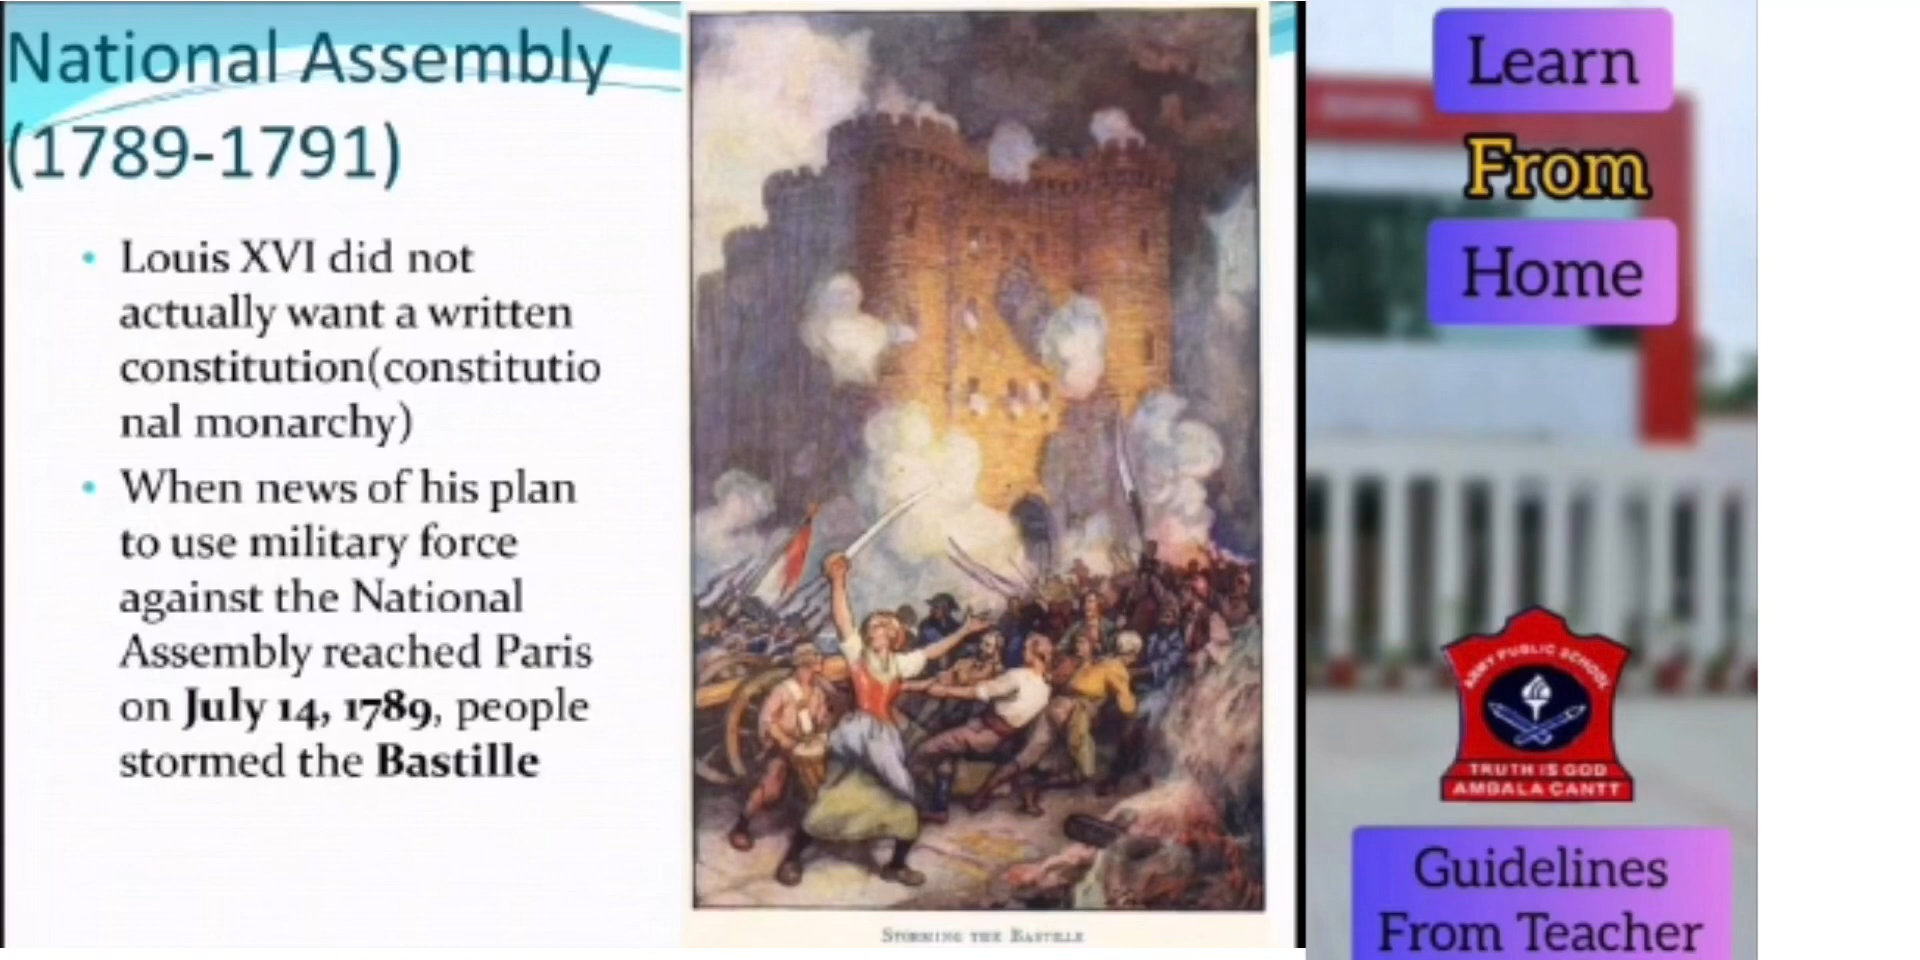 National Assembly
(1789-1791)
• Louis XVI did not
actually want a written
constitution(constitutio
nal monarchy)
• When news of his plan
to use military force
against the National
Assembly reached Paris
on July 14, 1789, people
stormed the Bastille
STORMING THE BASTILLE
Learn
From
Home
ARMY PUBLIC SCHOOL
TRUTH IS GOD
AMBALA CANTT
Guidelines
From Teacher